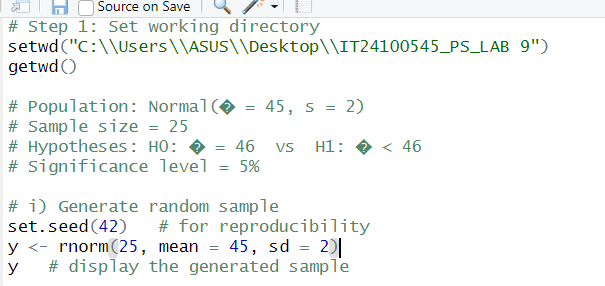 Source on Save
# Step 1: Set working directory
setwd("C:\\Users\\ASUS\\Desktop\\IT24100545_PS_LAB 9")
getwd()
# Population: Normal(� = 45, s = 2)
# Sample size = 25
# Hypotheses: H0: � = 46  vs  H1: � < 46
# Significance level = 5%
# i) Generate random sample
set.seed(42)   # for reproducibility
y <- rnorm(25, mean = 45, sd = 2)
y   # display the generated sample